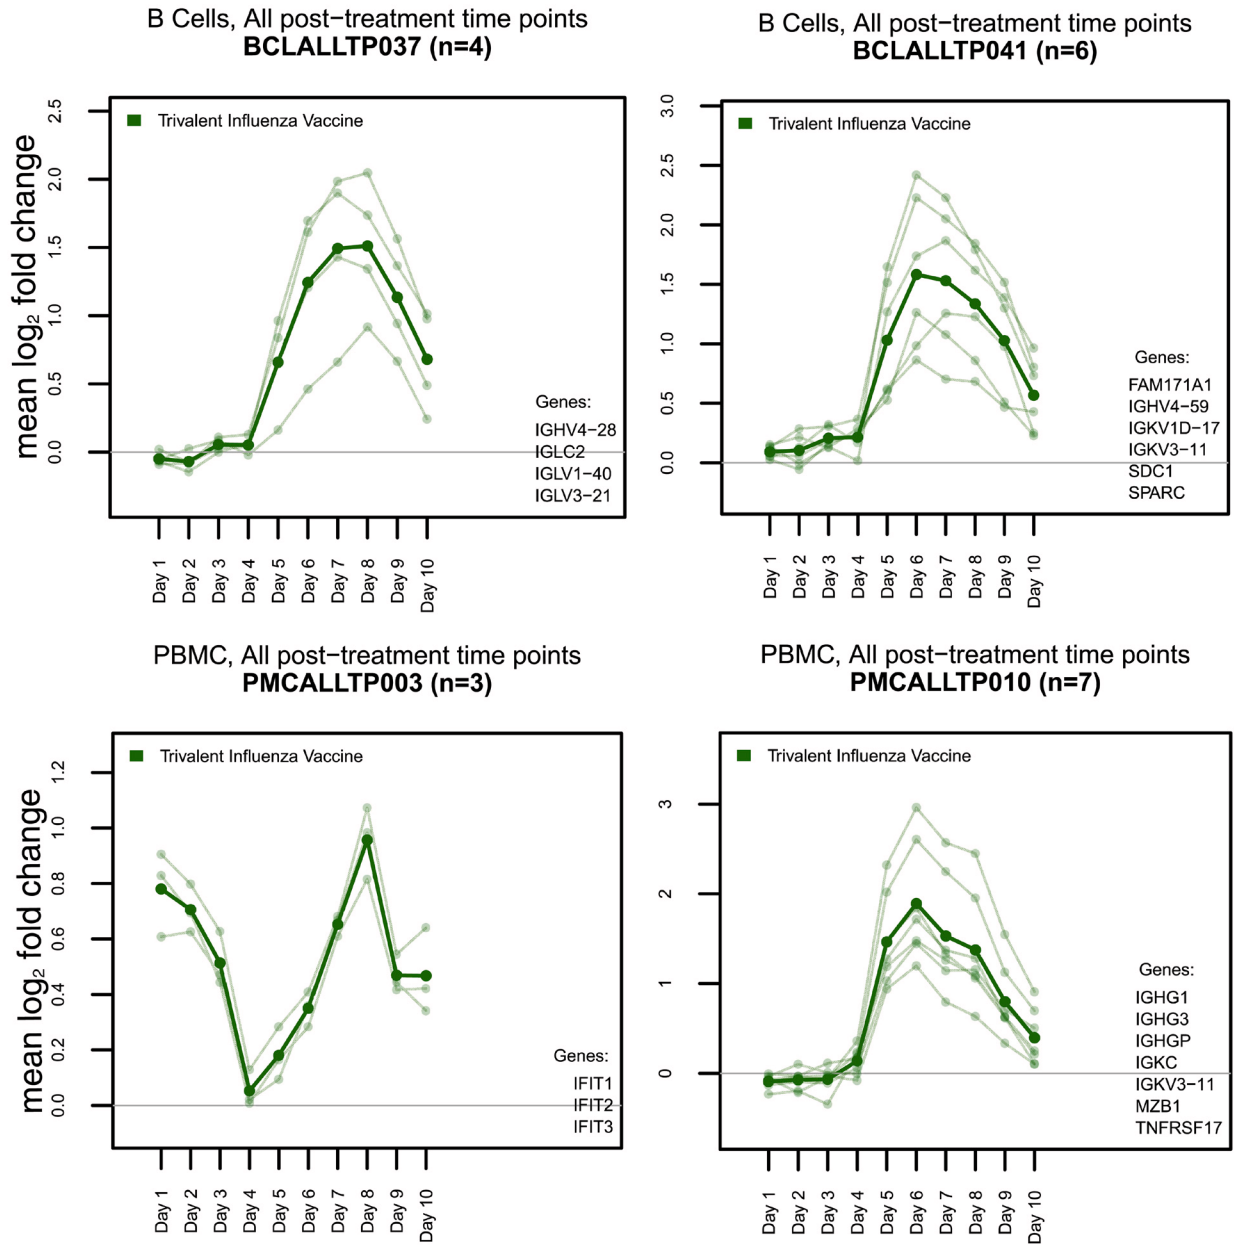 B Cells, All post−treatment time points
BCLALLTP037 (n=4)
mean log₂ fold change
2.5
2.0
1.5
1.0
0.5
0.0
Trivalent Influenza Vaccine
Genes:
IGHV4−28
IGLC2
IGLV1−40
IGLV3−21
Day 1
Day 2
Day 3
Day 4
Day 5
Day 6
Day 7
Day 8
Day 9
Day 10
B Cells, All post−treatment time points
BCLALLTP041 (n=6)
3.0
2.5
2.0
1.5
1.0
0.5
0.0
Trivalent Influenza Vaccine
Genes:
FAM171A1
IGHV4−59
IGKV1D−17
IGKV3−11
SDC1
SPARC
Day 1
Day 2
Day 3
Day 4
Day 5
Day 6
Day 7
Day 8
Day 9
Day 10
PBMC, All post−treatment time points
PMCALLTP003 (n=3)
mean log₂ fold change
1.2
1.0
0.8
0.6
0.4
0.2
0.0
Trivalent Influenza Vaccine
Genes:
IFIT1
IFIT2
IFIT3
Day 1
Day 2
Day 3
Day 4
Day 5
Day 6
Day 7
Day 8
Day 9
Day 10
PBMC, All post−treatment time points
PMCALLTP010 (n=7)
3
2
1
0
Trivalent Influenza Vaccine
Genes:
IGHG1
IGHG3
IGHGP
IGKC
IGKV3−11
MZB1
TNFRSF17
Day 1
Day 2
Day 3
Day 4
Day 5
Day 6
Day 7
Day 8
Day 9
Day 10